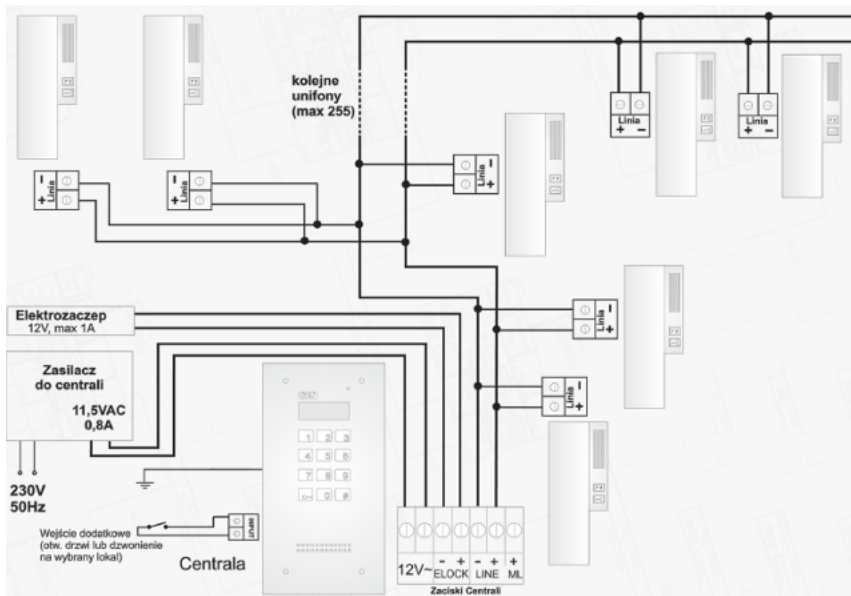 kolejne
unifony
(max 255)
Linia
+ -
Linia
+ -
- Linia +
- Linia +
- Linia +
- Linia +
- Linia +
Elektrozaczep
12V, max 1A
Zasilacz
do centrali
11,5VAC
0,8A
230V
50Hz
1 2 3
4 5 6
7 8 9
0 #
Wejście dodatkowe
(otw. drzwi lub dzwonienie
na wybrany lokal)
INPUT
Centrala
12V~
- + - + +
ELOCK LINE ML
Zaciski Centrali